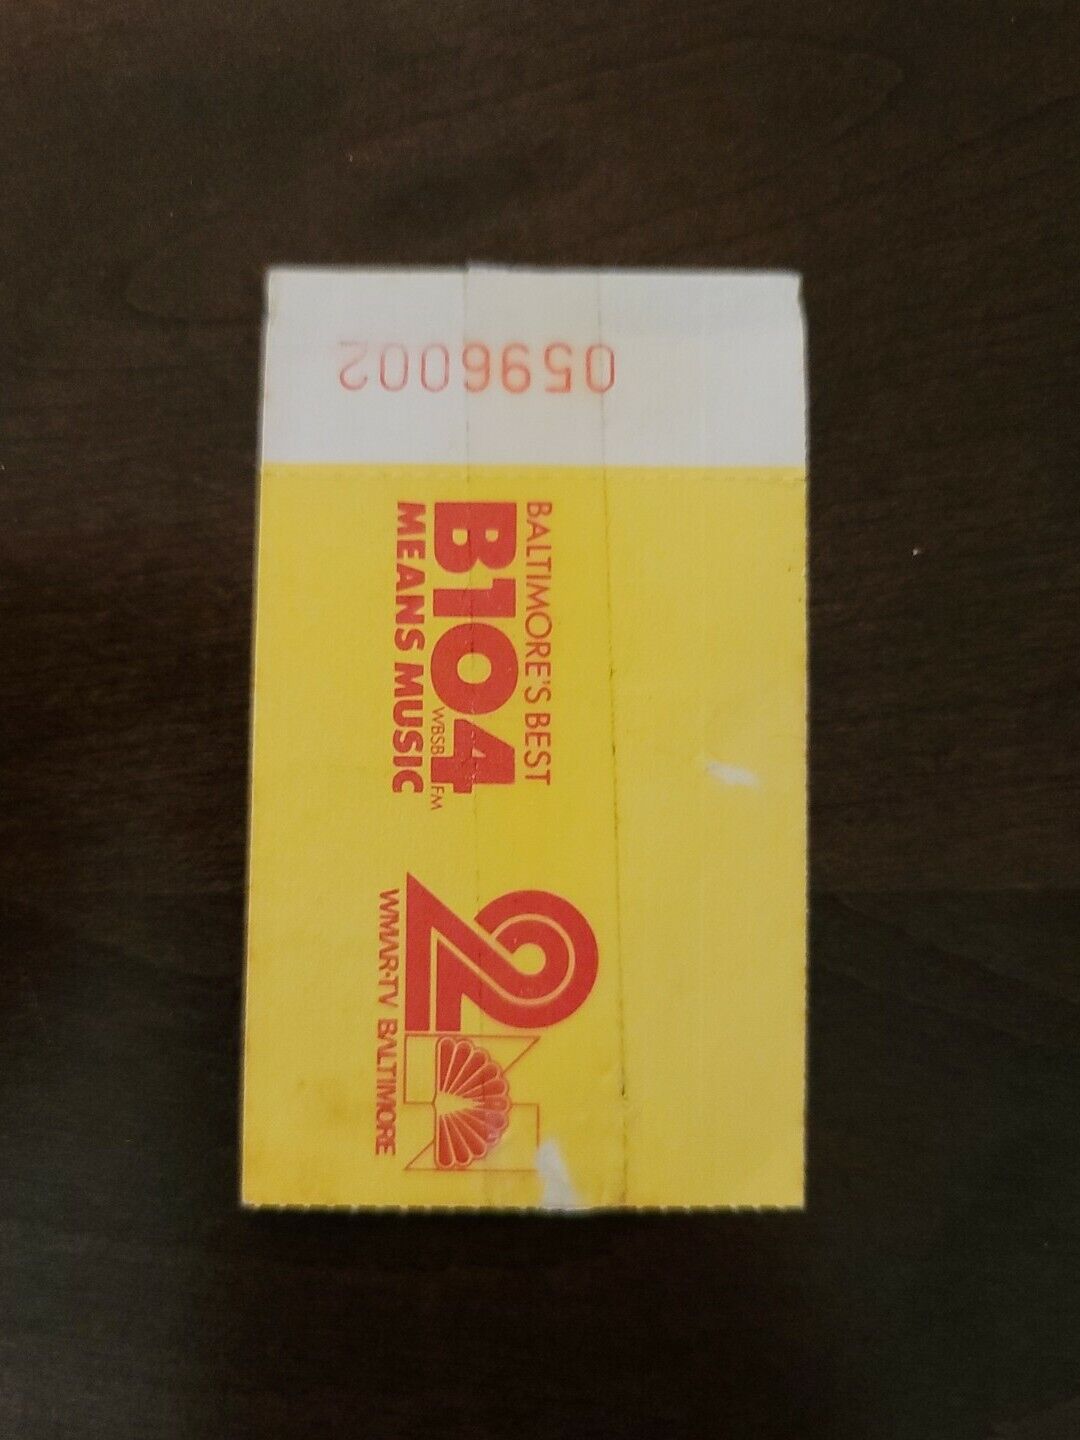 0596002
BALTIMORE'S BEST
B104
WBSB FM
MEANS MUSIC
2
WMAR-TV BALTIMORE